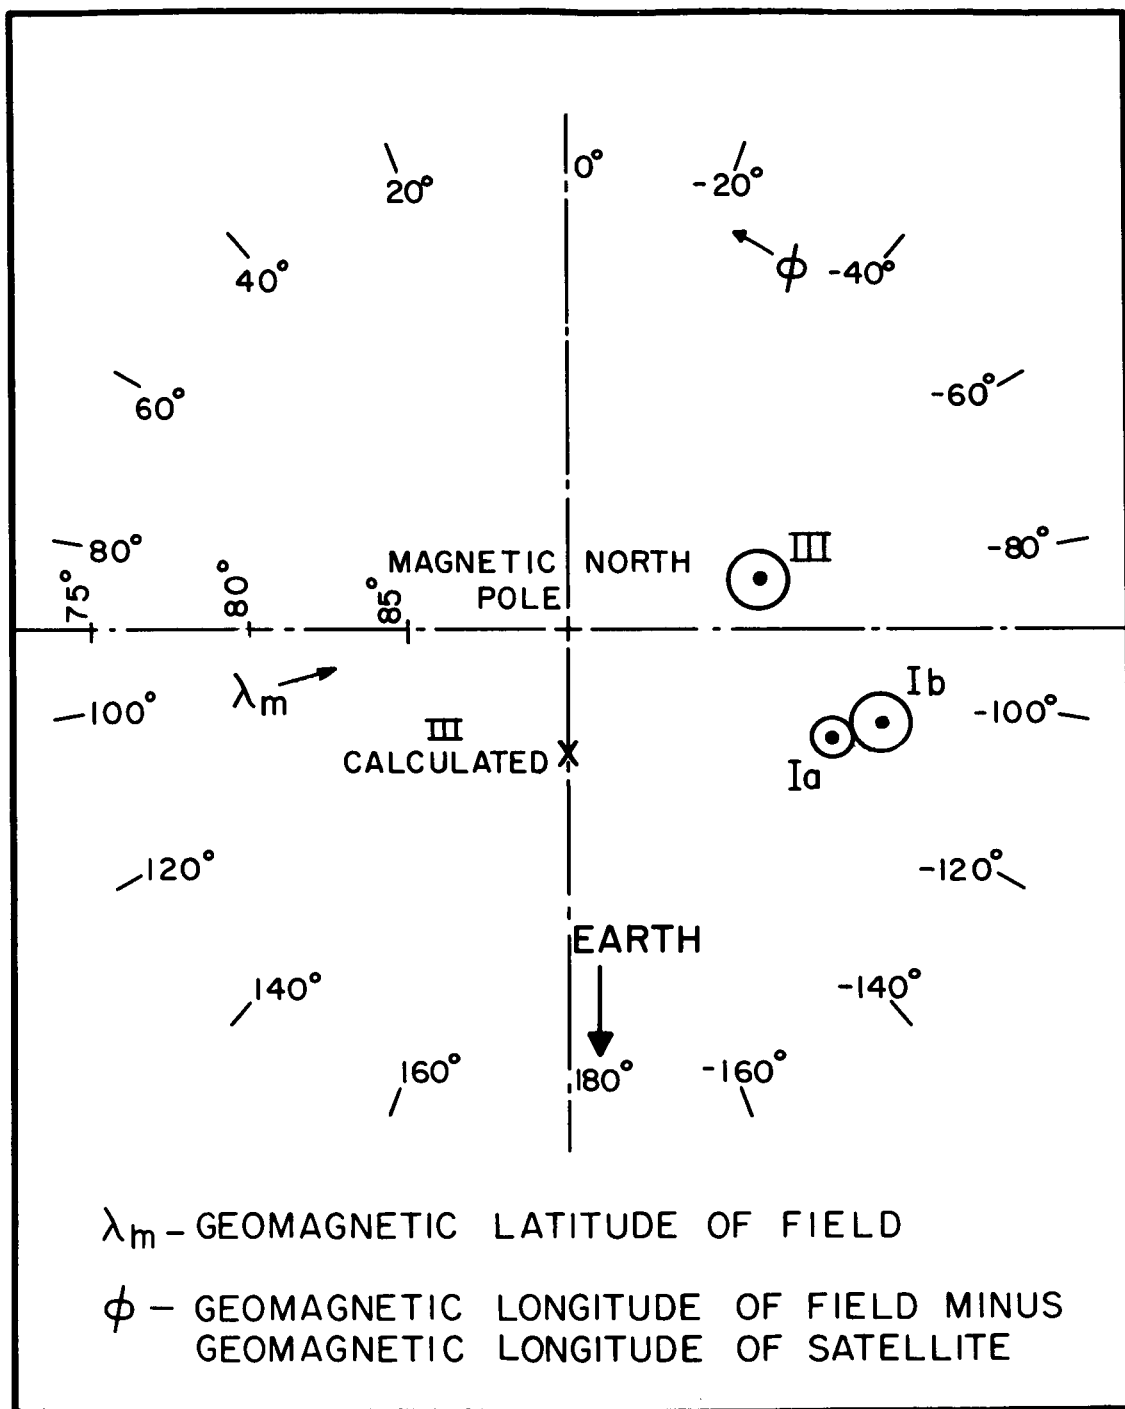 0°
20°
-20°
ϕ
40°
-40°
60°
-60°
80°
-80°
III
MAGNETIC NORTH
POLE
75°
80°
85°
λm
100°
-100°
Ib
Ia
III
CALCULATED X
120°
-120°
EARTH
140°
-140°
160°
180°
-160°
λm – GEOMAGNETIC LATITUDE OF FIELD
ϕ – GEOMAGNETIC LONGITUDE OF FIELD MINUS
GEOMAGNETIC LONGITUDE OF SATELLITE